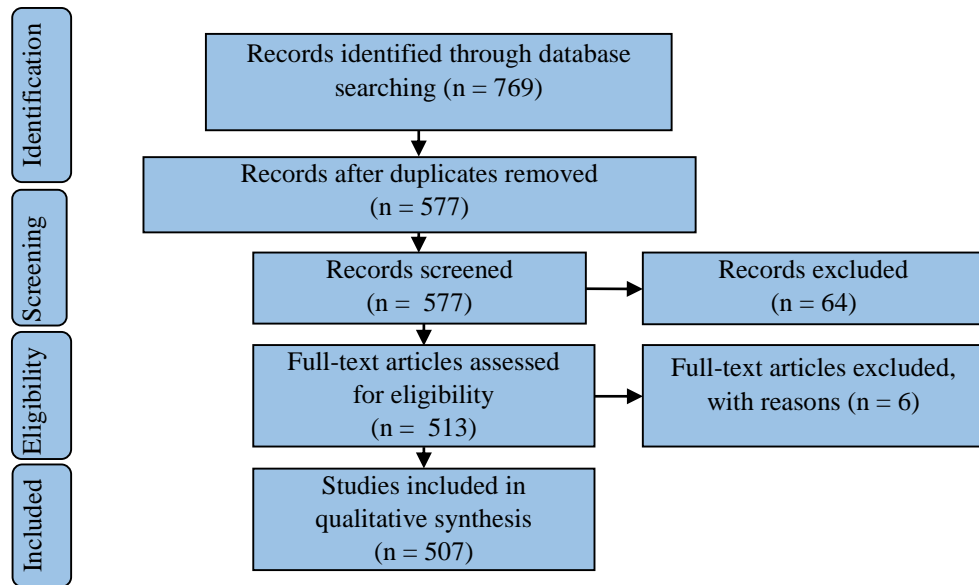 Identification
Records identified through database
searching (n = 769)
Records after duplicates removed
(n = 577)
Screening
Records screened
(n = 577)
Records excluded
(n = 64)
Eligibility
Full-text articles assessed
for eligibility
(n = 513)
Full-text articles excluded,
with reasons (n = 6)
Included
Studies included in
qualitative synthesis
(n = 507)